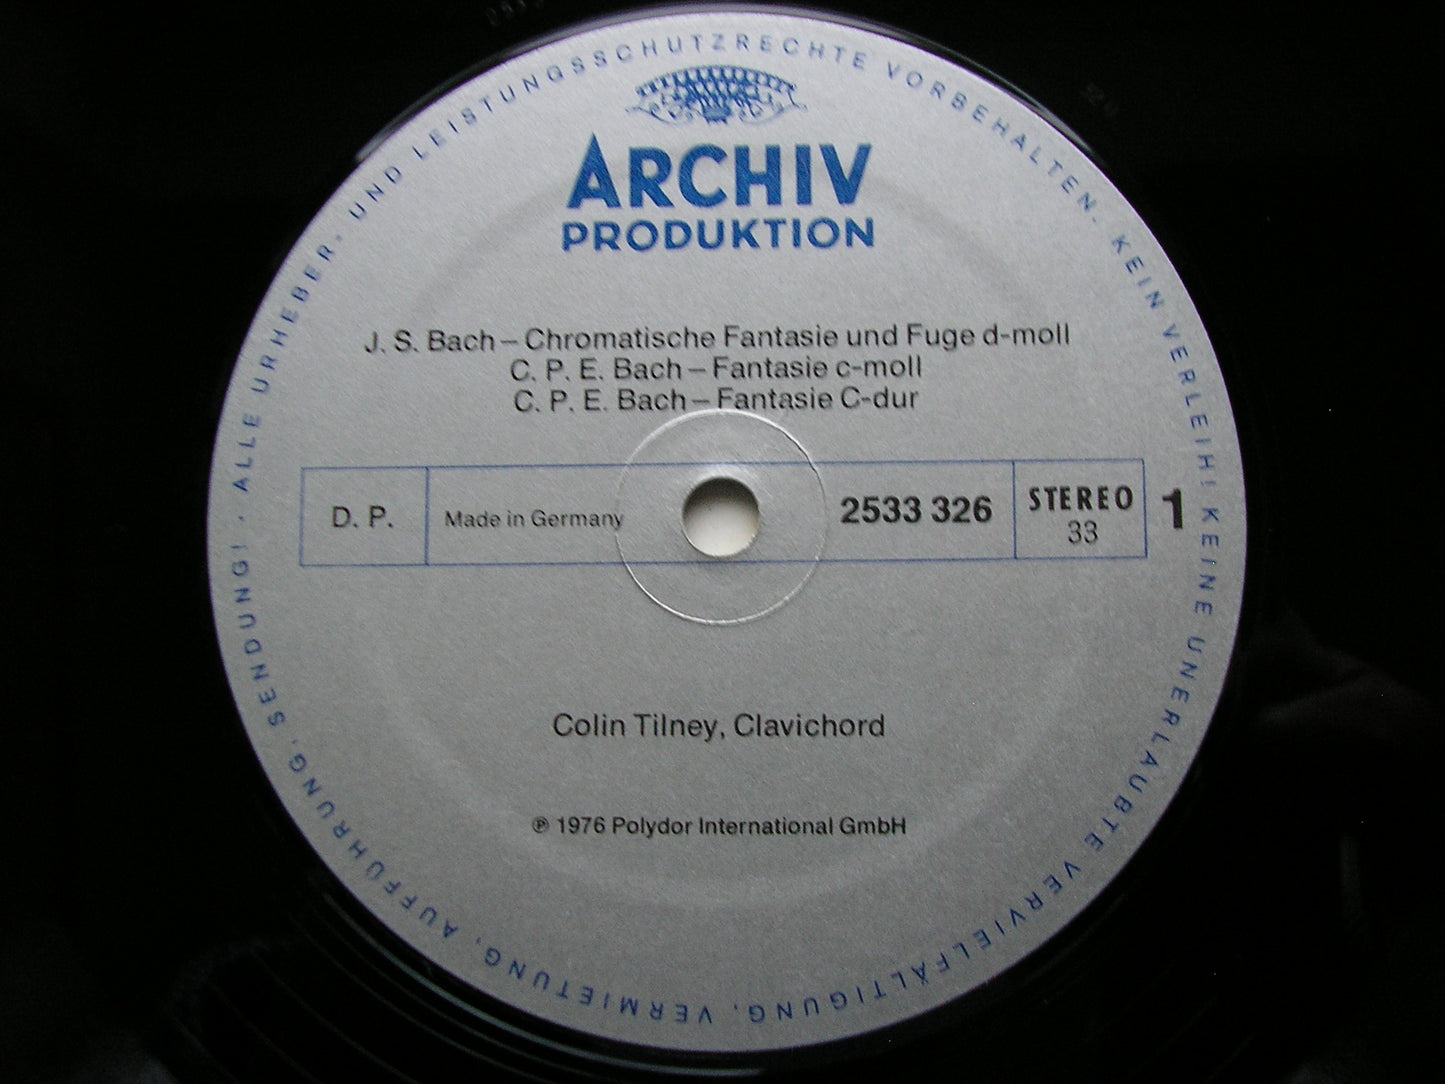 ALLE URHEBER- UND LEISTUNGSSCHUTZRECHTE VORBEHALTEN. KEIN VERLEIH! KEINE UNERLAUBTE VERVIELFÄLTIGUNG, VERMIETUNG, AUFFÜHRUNG, SENDUNG! ·
ARCHIV
PRODUKTION
J. S. Bach – Chromatische Fantasie und Fuge d-moll
C. P. E. Bach – Fantasie c-moll
C. P. E. Bach – Fantasie C-dur
D. P.
Made in Germany
2533 326
STEREO
33
1
Colin Tilney, Clavichord
℗ 1976 Polydor International GmbH